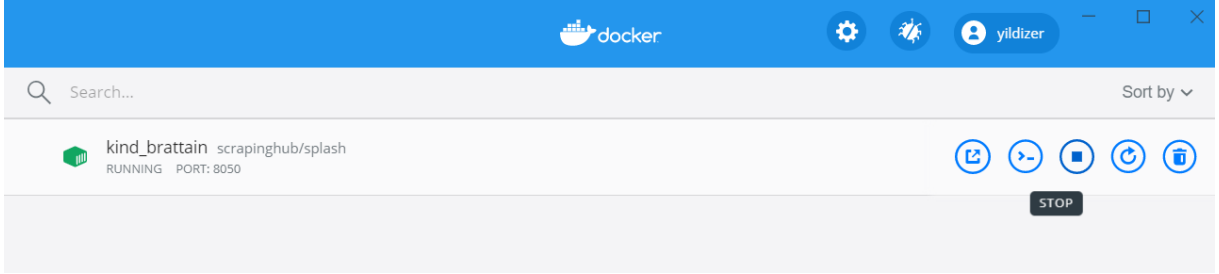 docker
yildizer
Search...
Sort by
kind_brattain scrapinghub/splash
RUNNING PORT: 8050
STOP